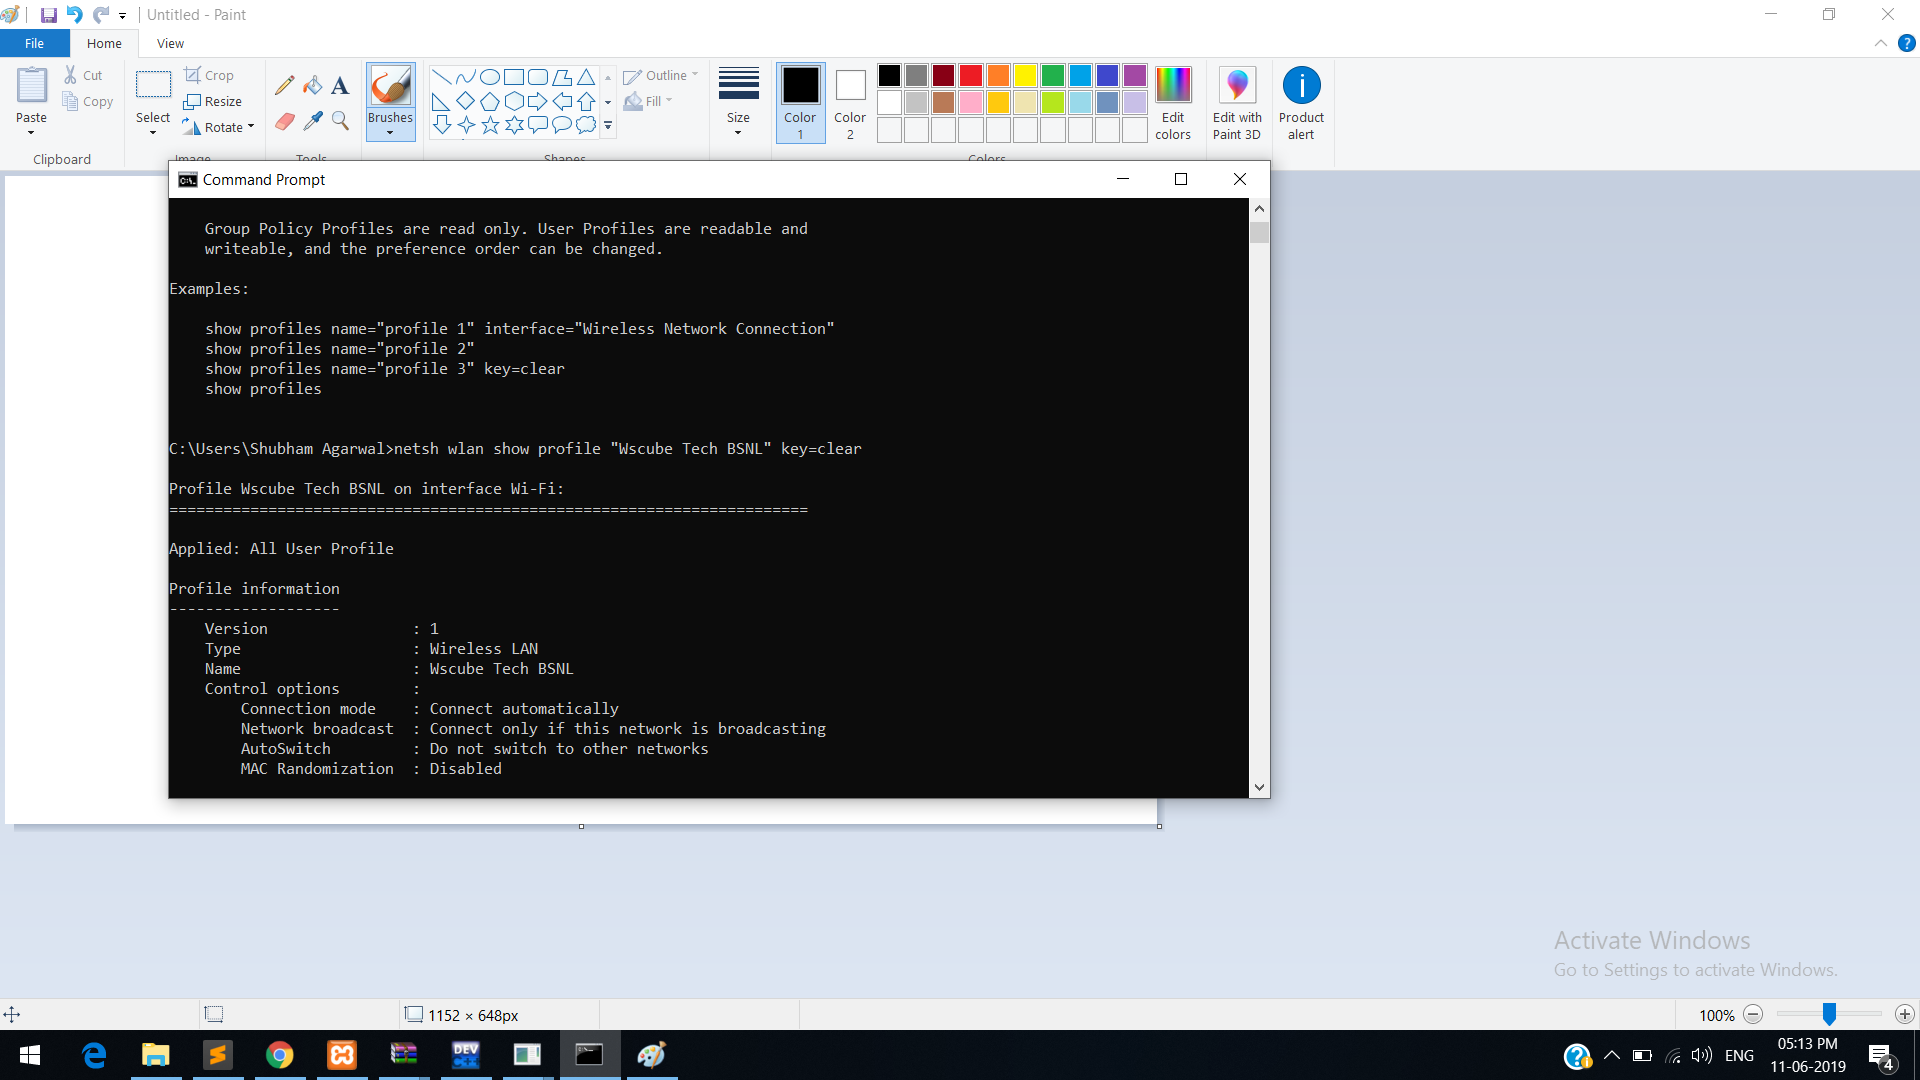 Untitled - Paint
File Home View
Cut
Copy
Paste
Clipboard
Crop
Resize
Rotate
Select
Image
A
Tools
Brushes
Shapes
Outline
Fill
Size
Color
1
Color
2
Colors
Edit
colors
Edit with
Paint 3D
Product
alert
Command Prompt
Group Policy Profiles are read only. User Profiles are readable and
writeable, and the preference order can be changed.
Examples:
show profiles name="profile 1" interface="Wireless Network Connection"
show profiles name="profile 2"
show profiles name="profile 3" key=clear
show profiles
C:\Users\Shubham Agarwal>netsh wlan show profile "Wscube Tech BSNL" key=clear
Profile Wscube Tech BSNL on interface Wi-Fi:
=======================================================================
Applied: All User Profile
Profile information
-------------------
Version : 1
Type : Wireless LAN
Name : Wscube Tech BSNL
Control options :
Connection mode : Connect automatically
Network broadcast : Connect only if this network is broadcasting
AutoSwitch : Do not switch to other networks
MAC Randomization : Disabled
Activate Windows
Go to Settings to activate Windows.
1152 × 648px
100%
DEV
ENG
05:13 PM
11-06-2019
4